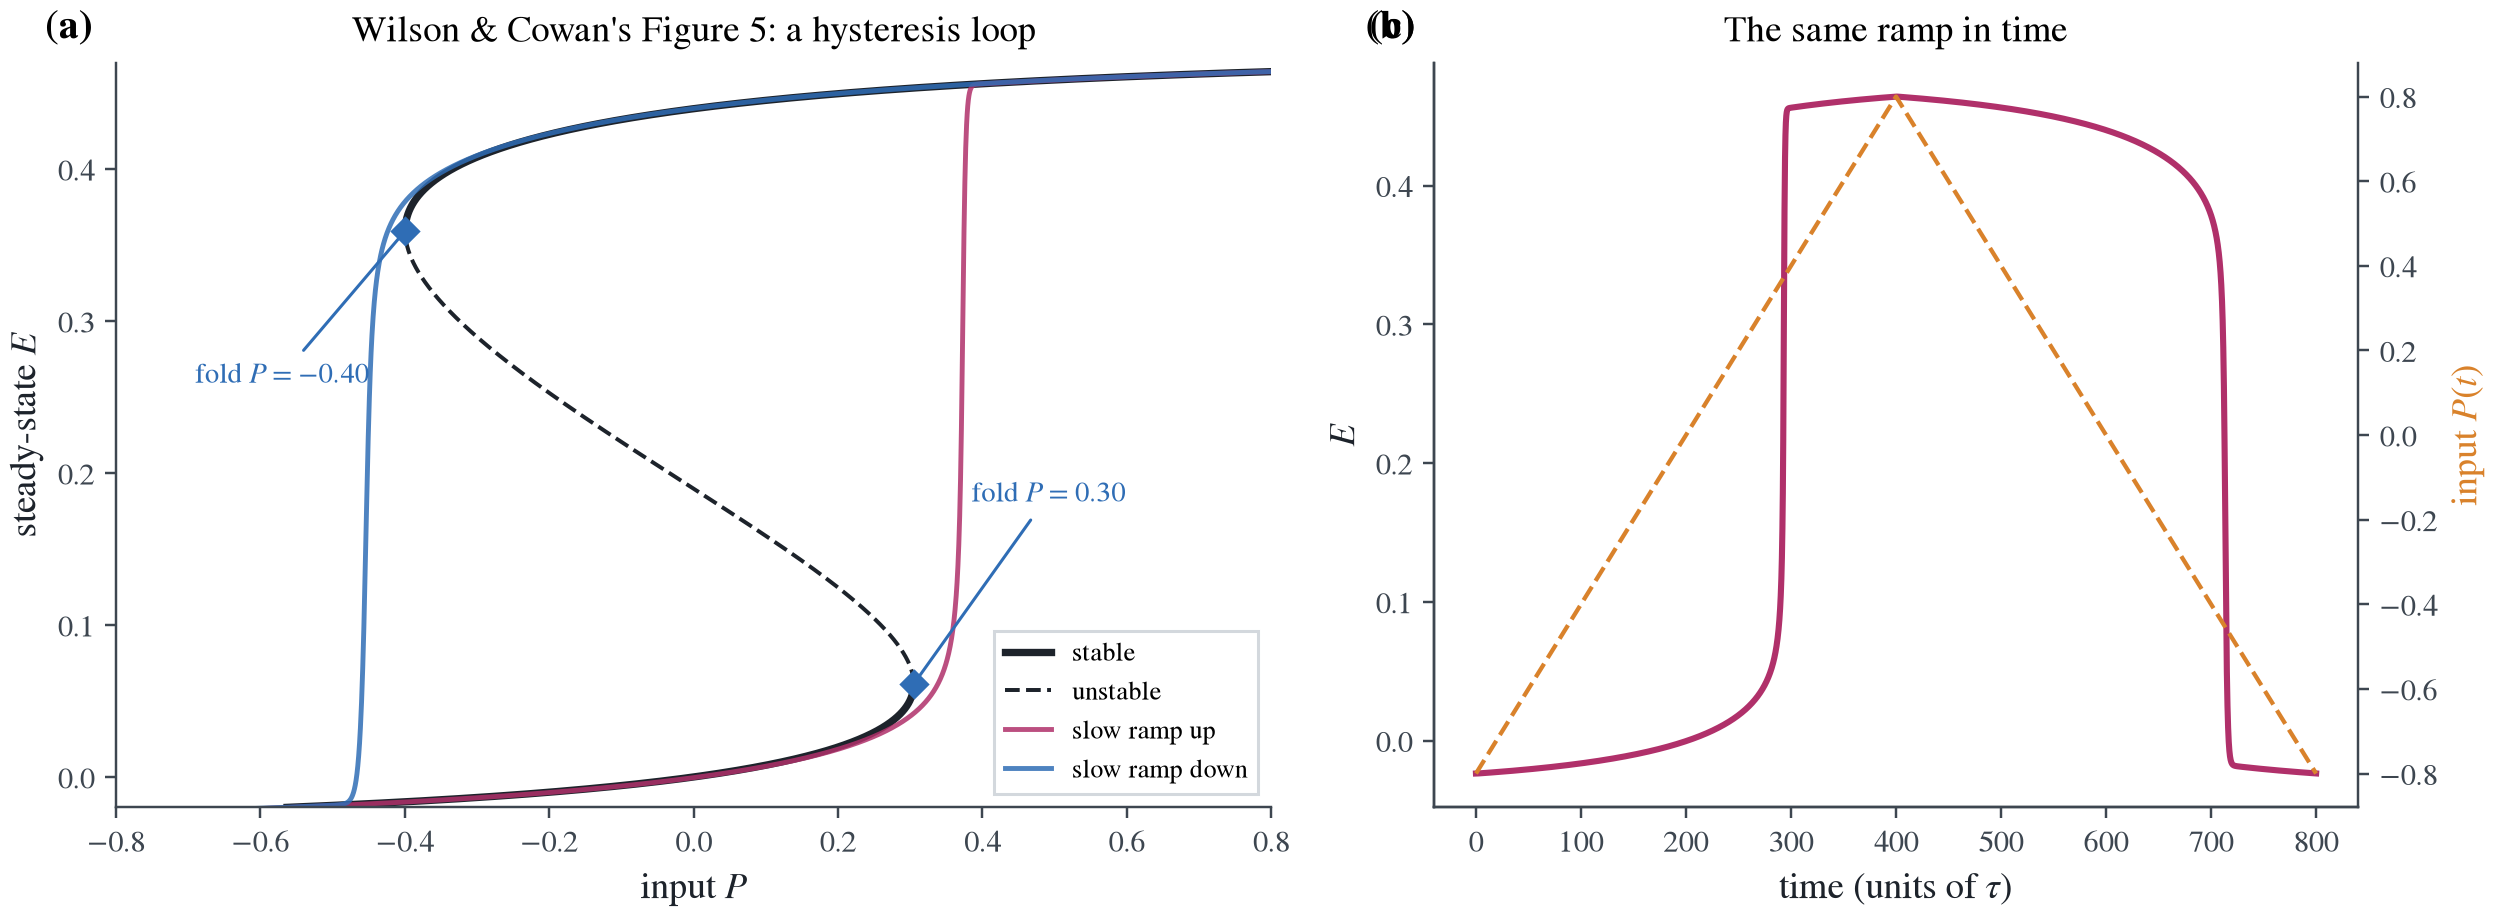 (a)
Wilson & Cowan's Figure 5: a hysteresis loop
steady-state E
0.4
0.3
0.2
0.1
0.0
fold P = −0.40
fold P = 0.30
stable
unstable
slow ramp up
slow ramp down
−0.8
−0.6
−0.4
−0.2
0.0
0.2
0.4
0.6
0.8
input P
(b)
The same ramp in time
E
0.4
0.3
0.2
0.1
0.0
0.8
0.6
0.4
0.2
0.0
−0.2
−0.4
−0.6
−0.8
input P(t)
0
100
200
300
400
500
600
700
800
time (units of τ)